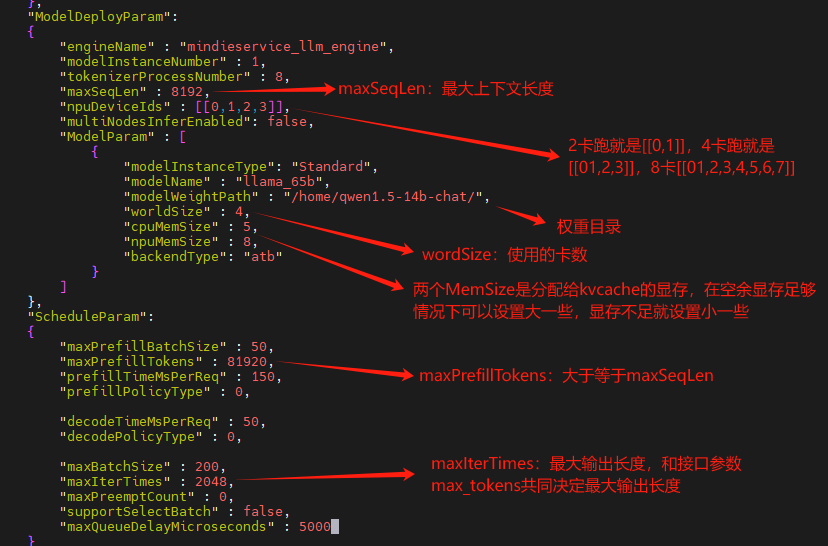 },
"ModelDeployParam":
{
"engineName" : "mindieservice_llm_engine",
"modelInstanceNumber" : 1,
"tokenizerProcessNumber" : 8,
"maxSeqLen" : 8192,
maxSeqLen：最大上下文长度
"npuDeviceIds" : [[0,1,2,3]],
"multiNodesInferEnabled": false,
"ModelParam" : [
2卡跑就是[[0,1]]，4卡跑就是
[[01,2,3]]，8卡[[01,2,3,4,5,6,7]]
{
"modelInstanceType": "Standard",
"modelName" : "llama_65b",
"modelWeightPath" : "/home/qwen1.5-14b-chat/",
权重目录
"worldSize" : 4,
"cpuMemSize" : 5,
"npuMemSize" : 8,
"backendType": "atb"
wordSize：使用的卡数
}
]
},
两个MemSize是分配给kvcache的显存，在空余显存足够
情况下可以设置大一些，显存不足就设置小一些
"ScheduleParam":
{
"maxPrefillBatchSize" : 50,
"maxPrefillTokens" : 81920,
"prefillTimeMsPerReq" : 150,
"prefillPolicyType" : 0,
maxPrefillTokens：大于等于maxSeqLen
"decodeTimeMsPerReq" : 50,
"decodePolicyType" : 0,
"maxBatchSize" : 200,
"maxIterTimes" : 2048,
"maxPreemptCount" : 0,
"supportSelectBatch" : false,
"maxQueueDelayMicroseconds" : 5000
maxIterTimes：最大输出长度，和接口参数
max_tokens共同决定最大输出长度
}